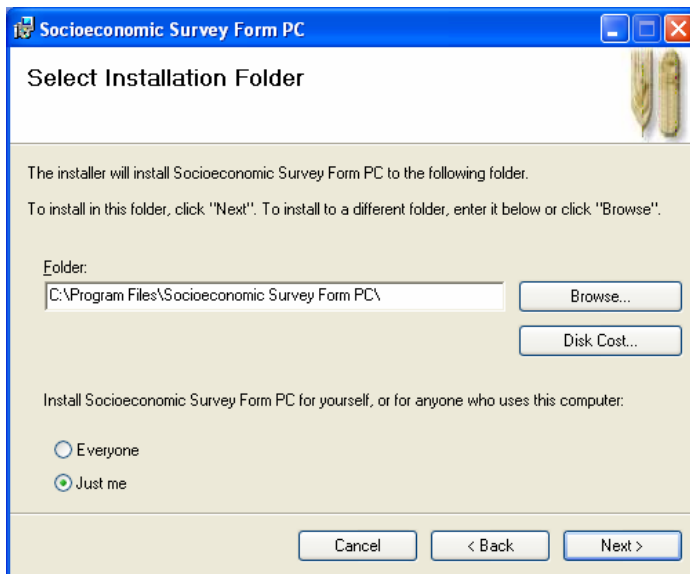 Socioeconomic Survey Form PC
Select Installation Folder
The installer will install Socioeconomic Survey Form PC to the following folder.
To install in this folder, click "Next". To install to a different folder, enter it below or click "Browse".
Folder:
C:\Program Files\Socioeconomic Survey Form PC\
Browse...
Disk Cost...
Install Socioeconomic Survey Form PC for yourself, or for anyone who uses this computer:
Everyone
Just me
Cancel
< Back
Next >